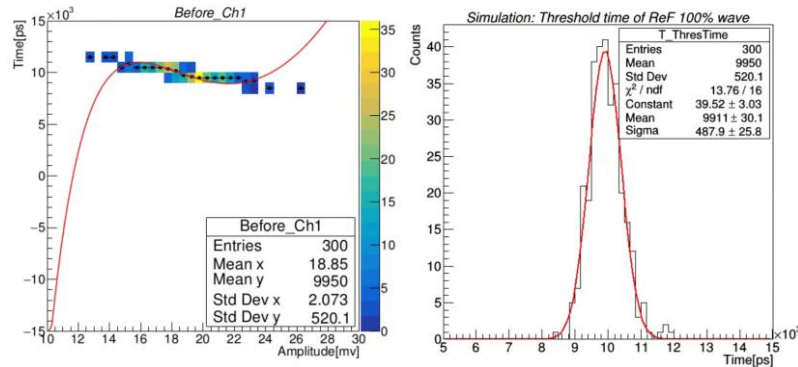 Before_Ch1
Time[ps]
×10³
15
10
5
0
−5
−10
−15
10 12 14 16 18 20 22 24 26 28 30
Amplitude[mv]
35
30
25
20
15
10
5
0
Before_Ch1
Entries 300
Mean x 18.85
Mean y 9950
Std Dev x 2.073
Std Dev y 520.1
Simulation: Threshold time of ReF 100% wave
Counts
40
35
30
25
20
15
10
5
0
5 6 7 8 9 10 11 12 13 14 15
Time[ps]
T_ThresTime
Entries 300
Mean 9950
Std Dev 520.1
χ² / ndf 13.76 / 16
Constant 39.52 ± 3.03
Mean 9911 ± 30.1
Sigma 487.9 ± 25.8